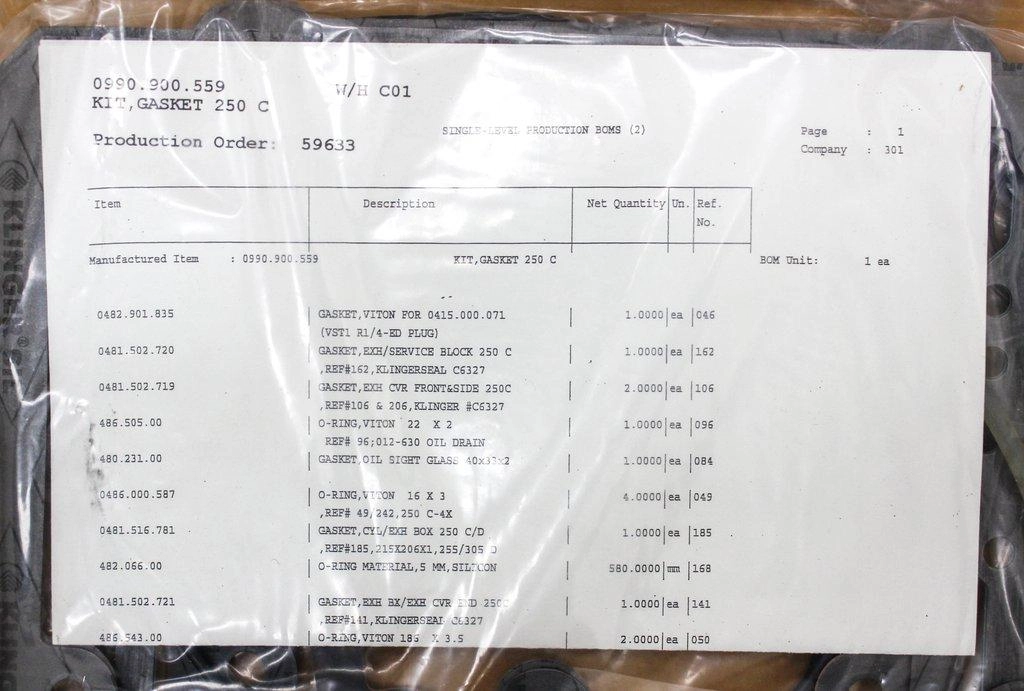 0990.900.559 W/H C01
KIT,GASKET 250 C
Production Order: 59633
SINGLE-LEVEL PRODUCTION BOMS (2)
Page : 1
Company : 301
Item Description Net Quantity Un. Ref. No.
Manufactured Item : 0990.900.559 KIT,GASKET 250 C BOM Unit: 1 ea
0482.901.835 GASKET,VITON FOR 0415.000.071 1.0000 ea 046
(VST1 R1/4-ED PLUG)
0481.502.720 GASKET,EXH/SERVICE BLOCK 250 C 1.0000 ea 162
,REF#162,KLINGERSEAL C6327
0481.502.719 GASKET,EXH CVR FRONT&SIDE 250C 2.0000 ea 106
,REF#106 & 206,KLINGER #C6327
486.505.00 O-RING,VITON 22 X 2 1.0000 ea 096
REF# 96;012-630 OIL DRAIN
480.231.00 GASKET,OIL SIGHT GLASS 40x33x2 1.0000 ea 084
0486.000.587 O-RING,VITON 16 X 3 4.0000 ea 049
,REF# 49/242,250 C-4X
0481.516.781 GASKET,CYL/EXH BOX 250 C/D 1.0000 ea 185
,REF#185,215X206X1,255/305 D
482.066.00 O-RING MATERIAL,5 MM,SILICON 580.0000 mm 168
0481.502.721 GASKET,EXH BX/EXH CVR END 250C 1.0000 ea 141
,REF#141,KLINGERSEAL C6327
486.543.00 O-RING,VITON 186 X 3.5 2.0000 ea 050
KLINGER